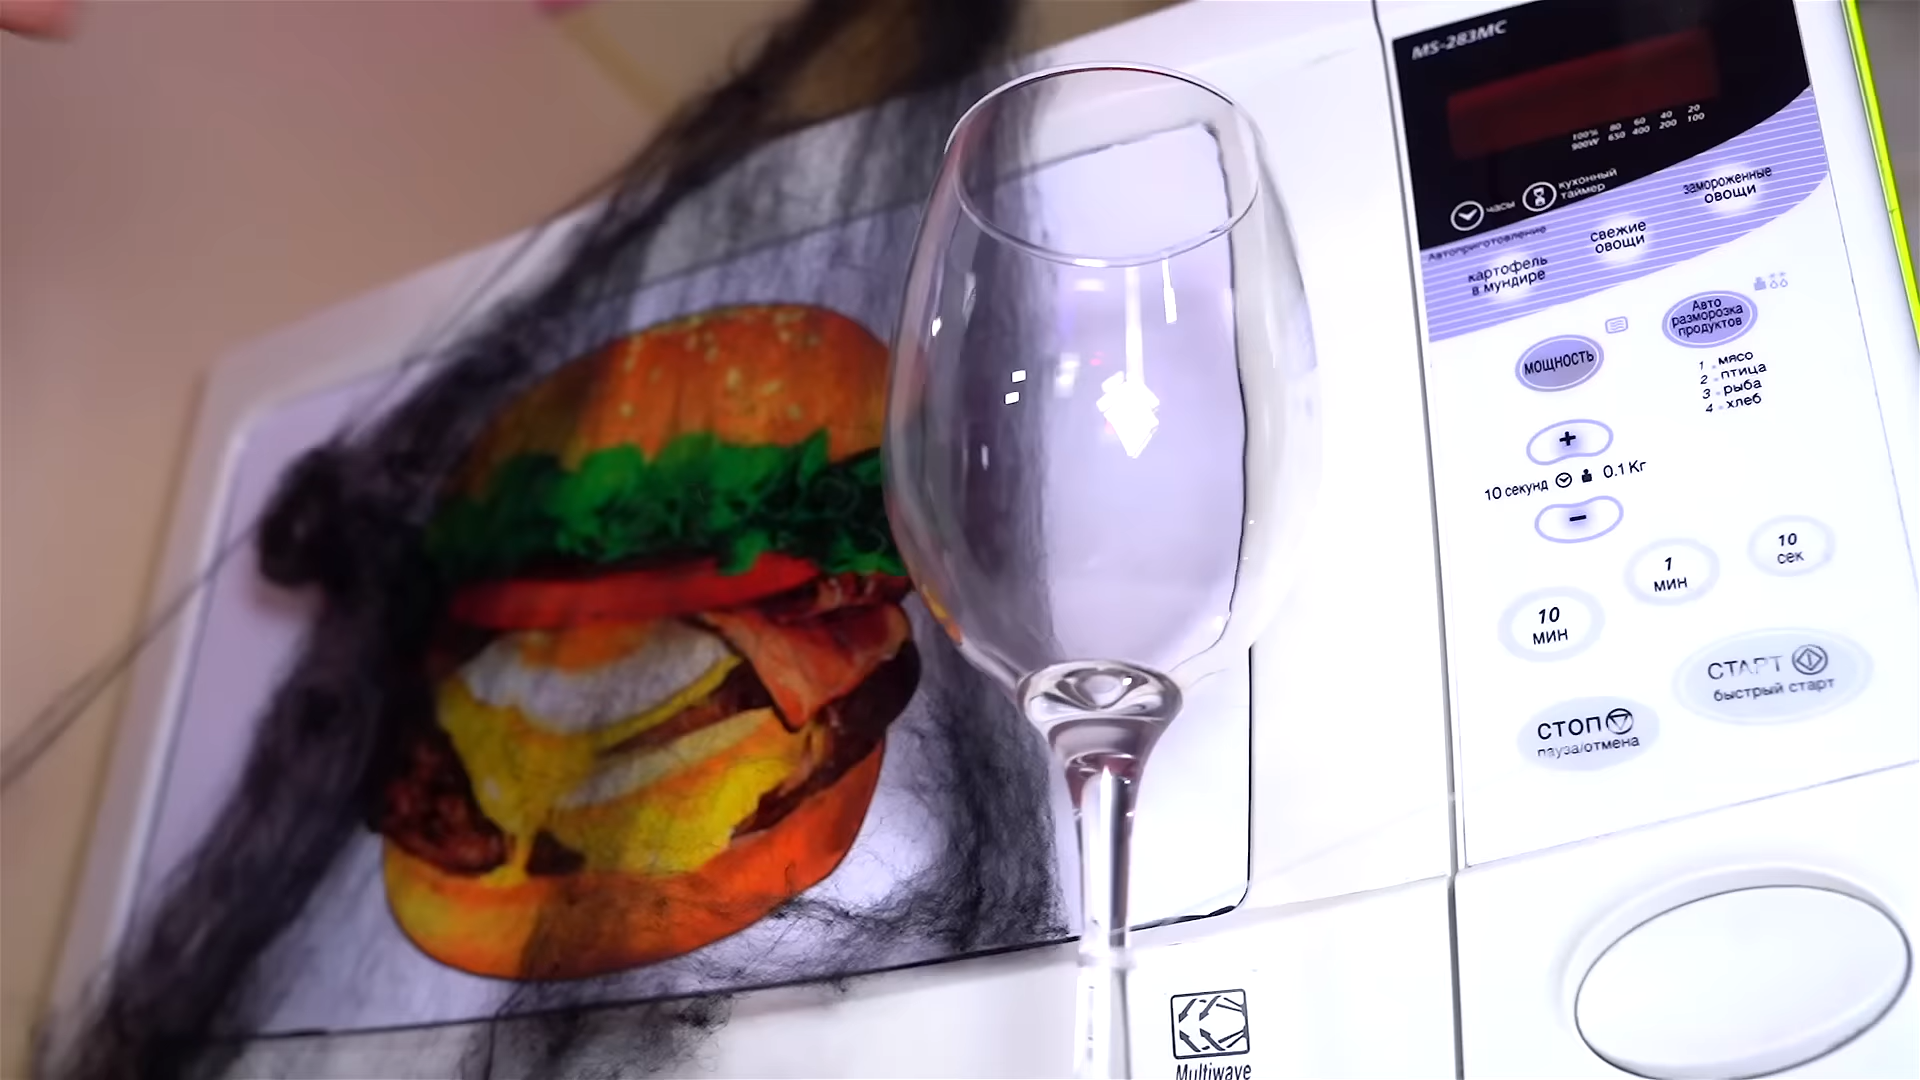 MS-283MC
100% 80 60 40 20
900W 650 400 200 100
часы
кухонный
таймер
Автоприготовление
замороженные
овощи
свежие
овощи
картофель
в мундире
Авто
разморозка
продуктов
МОЩНОСТЬ
1 мясо
2 птица
3 рыба
4 хлеб
+
10 секунд 0.1 Кг
−
10
сек
1
МИН
10
МИН
СТАРТ
быстрый старт
СТОП
пауза/отмена
Multiwave